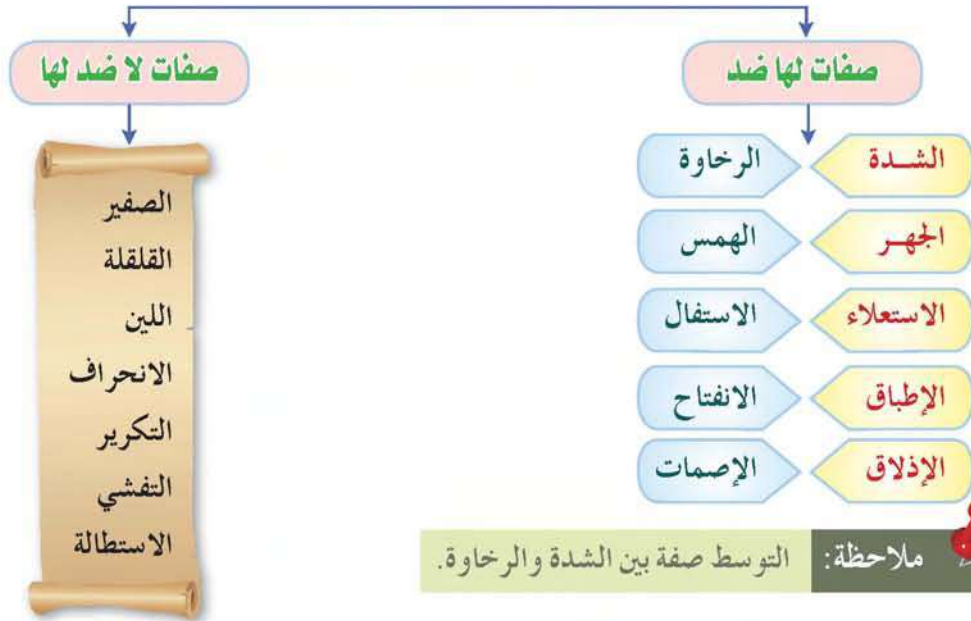 صفات لها ضد
الشدة
الرخاوة
الجهر
الهمس
الاستعلاء
الاستفال
الإطباق
الانفتاح
الإذلاق
الإصمات
ملاحظة: التوسط صفة بين الشدة والرخاوة.
صفات لا ضد لها
الصفير
القلقلة
اللين
الانحراف
التكرير
التفشي
الاستطالة